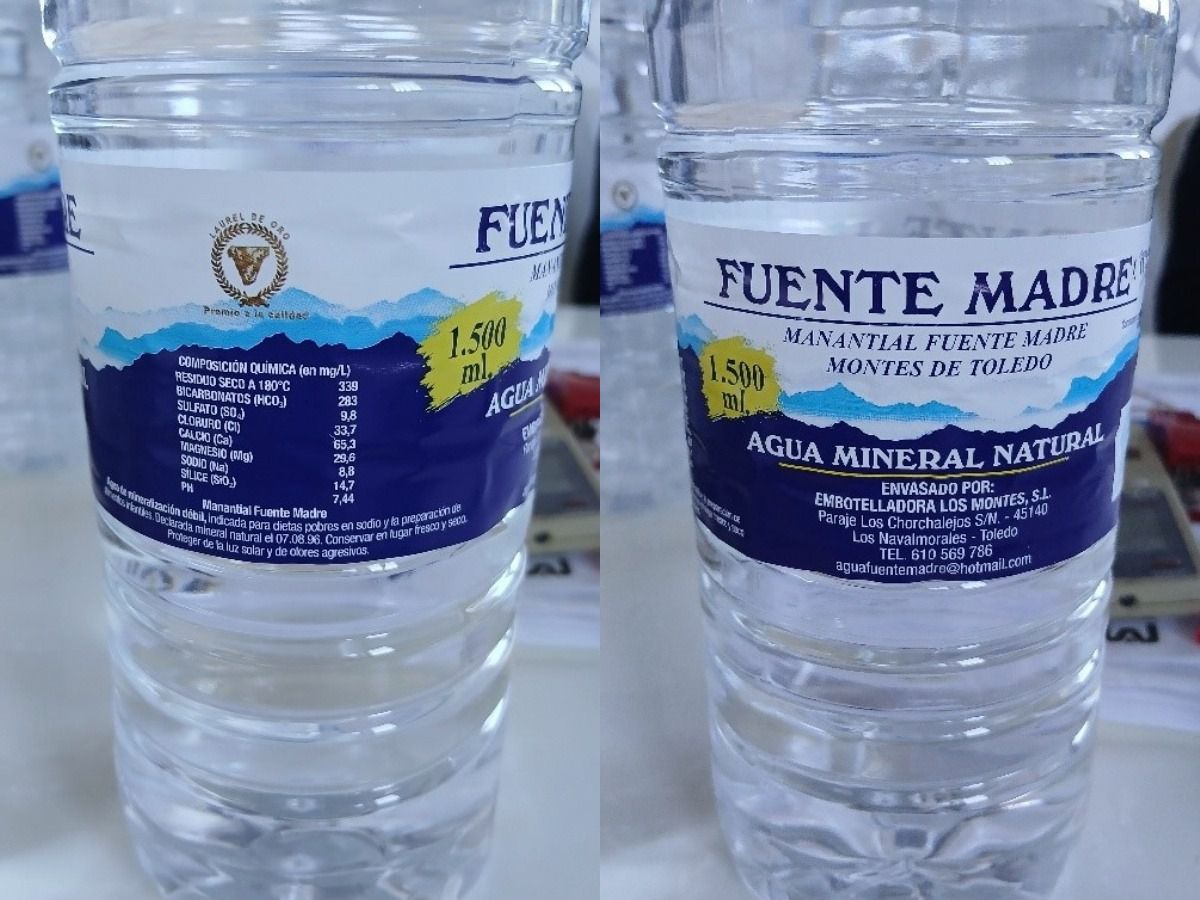 LAUREL DE ORO
Premio a la calidad
FUEN
1.500
ml.
COMPOSICIÓN QUÍMICA (en mg/L)
RESIDUO SECO A 180°C 339
BICARBONATOS (HCO₃) 283
SULFATO (SO₄) 9,8
CLORURO (Cl) 33,7
CALCIO (Ca) 65,3
MAGNESIO (Mg) 29,6
SODIO (Na) 8,8
SÍLICE (SiO₂) 14,7
PH 7,44
Manantial Fuente Madre
Agua de mineralización débil, indicada para dietas pobres en sodio y la preparación de
alimentos infantiles. Declarada mineral natural el 07.08.96. Conservar en lugar fresco y seco.
Proteger de la luz solar y de olores agresivos.
AGUA
FUENTE MADRE
MANANTIAL FUENTE MADRE
MONTES DE TOLEDO
1.500
ml.
AGUA MINERAL NATURAL
ENVASADO POR:
EMBOTELLADORA LOS MONTES, S.L.
Paraje Los Chorchalejos S/N. - 45140
Los Navalmorales - Toledo
TEL. 610 569 786
aguafuentemadre@hotmail.com